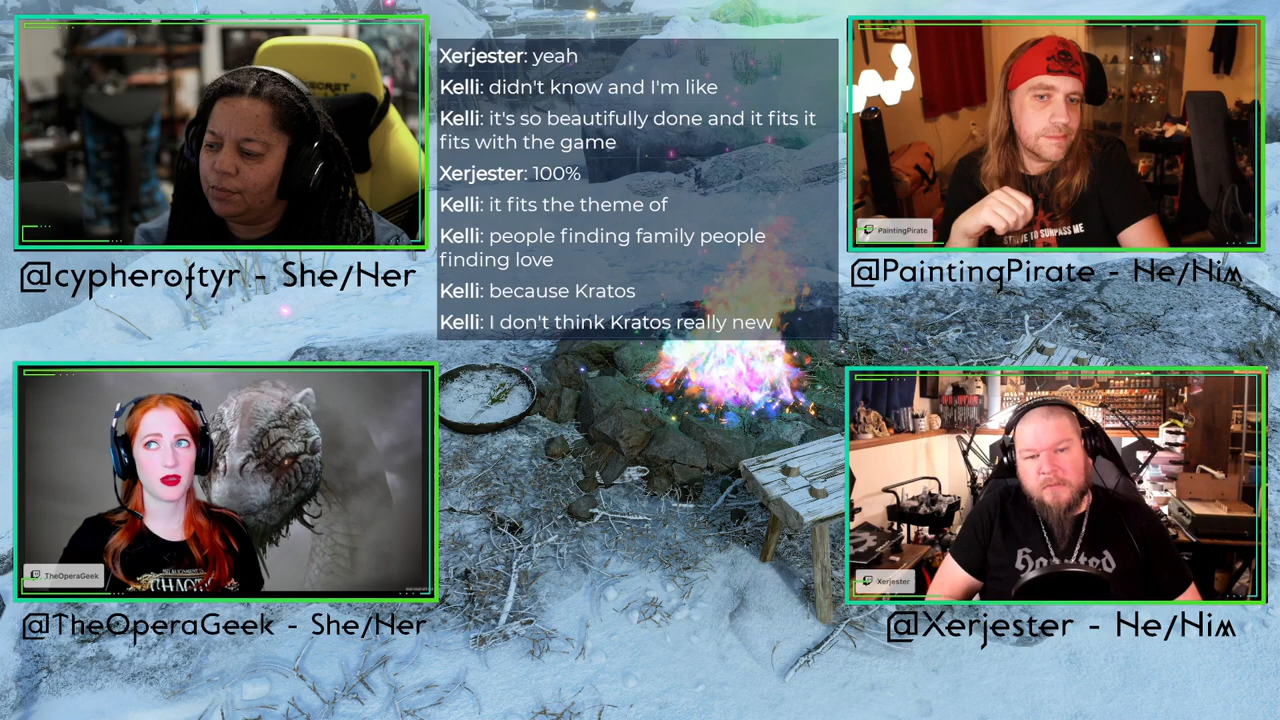 SECRET
Xerjester: yeah
Kelli: didn't know and I'm like
Kelli: it's so beautifully done and it fits it
fits with the game
Xerjester: 100%
Kelli: it fits the theme of
Kelli: people finding family people
finding love
Kelli: because Kratos
Kelli: I don't think Kratos really new
STRIVE TO SURPASS ME
PaintingPirate
@cypheroftyr - She/Her
@PaintingPirate - He/Him
TheOperaGeek
CHAOTIC
Xerjester
@TheOperaGeek - She/Her
@Xerjester - He/Him